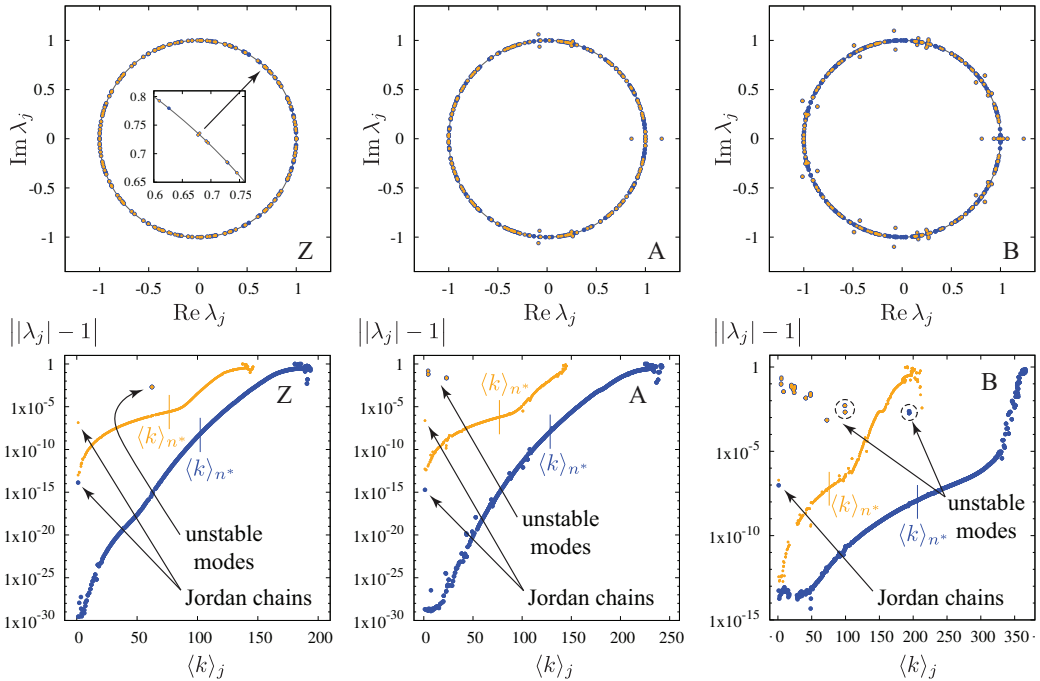 Im λj
1
0.5
0
-0.5
-1
0.8
0.75
0.7
0.65
0.6 0.65 0.7 0.75
Z
-1 -0.5 0 0.5 1
Re λj
Im λj
1
0.5
0
-0.5
-1
A
-1 -0.5 0 0.5 1
Re λj
Im λj
1
0.5
0
-0.5
-1
B
-1 -0.5 0 0.5 1
Re λj
||λj| − 1|
1
1x10^-5
1x10^-10
1x10^-15
1x10^-20
1x10^-25
1x10^-30
Z
⟨k⟩n*
⟨k⟩n*
unstable
modes
Jordan chains
0 50 100 150 200
⟨k⟩j
||λj| − 1|
1
1x10^-5
1x10^-10
1x10^-15
1x10^-20
1x10^-25
1x10^-30
A
⟨k⟩n*
⟨k⟩n*
unstable
modes
Jordan chains
0 50 100 150 200 250
⟨k⟩j
||λj| − 1|
1
1x10^-5
1x10^-10
1x10^-15
B
⟨k⟩n*
⟨k⟩n*
unstable
modes
Jordan chains
0 50 100 150 200 250 300 350
⟨k⟩j